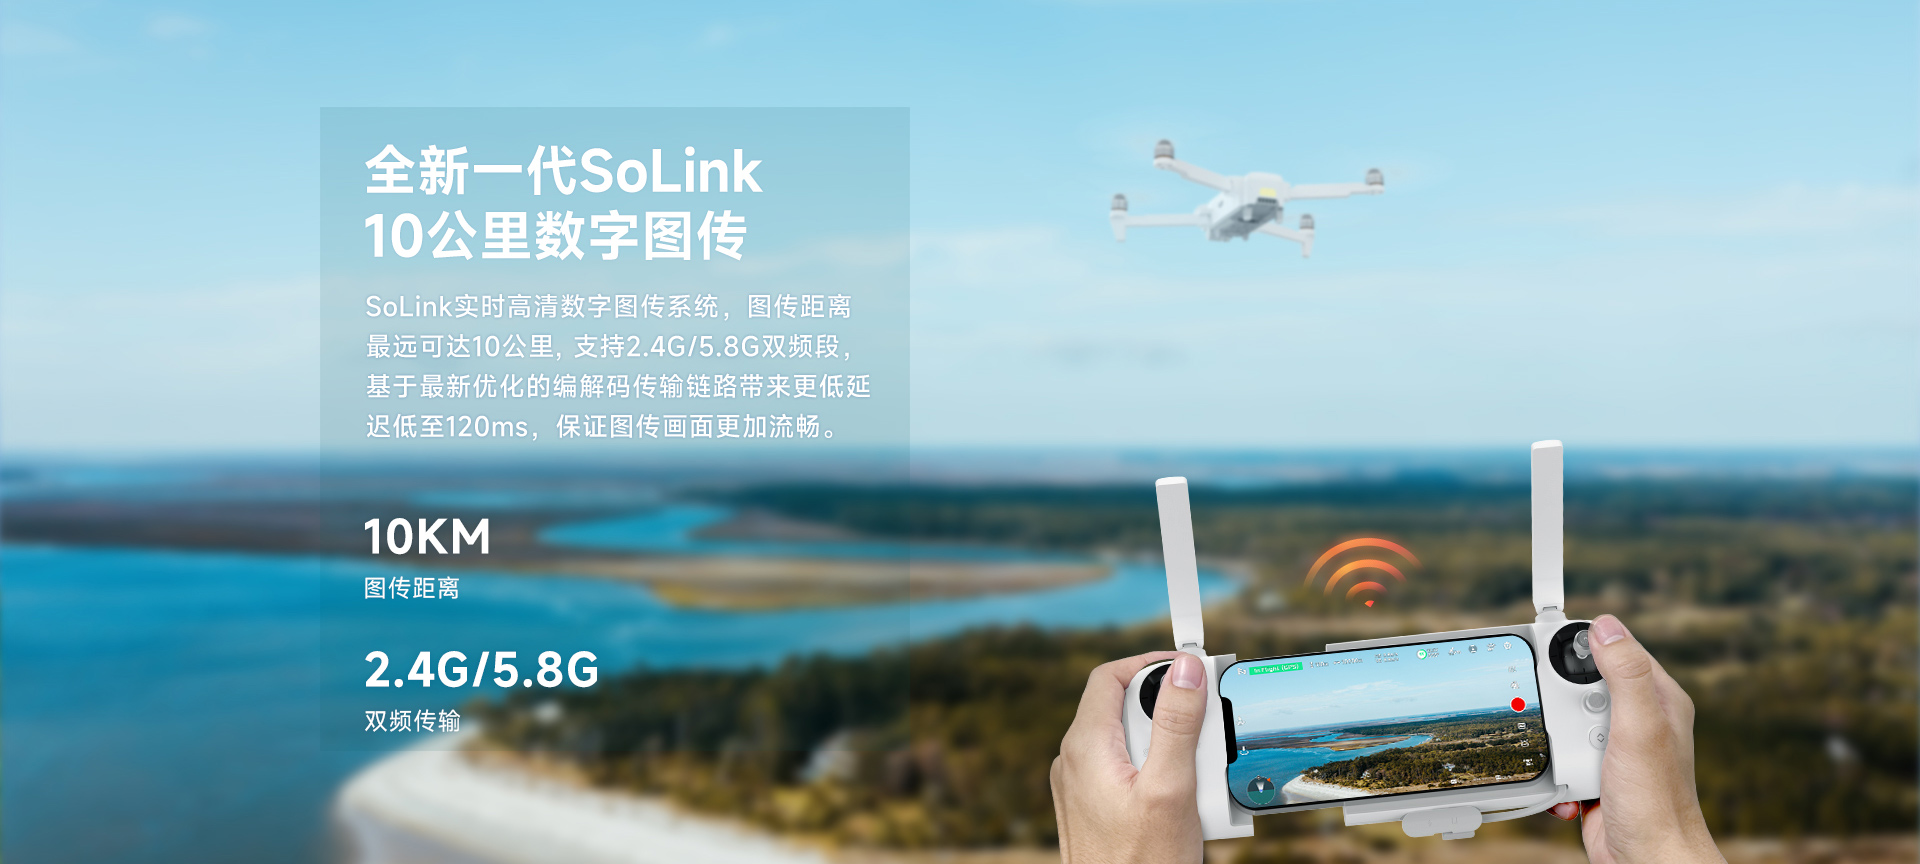 全新一代SoLink
10公里数字图传
SoLink实时高清数字图传系统，图传距离
最远可达10公里, 支持2.4G/5.8G双频段，
基于最新优化的编解码传输链路带来更低延
迟低至120ms，保证图传画面更加流畅。
10KM
图传距离
2.4G/5.8G
双频传输